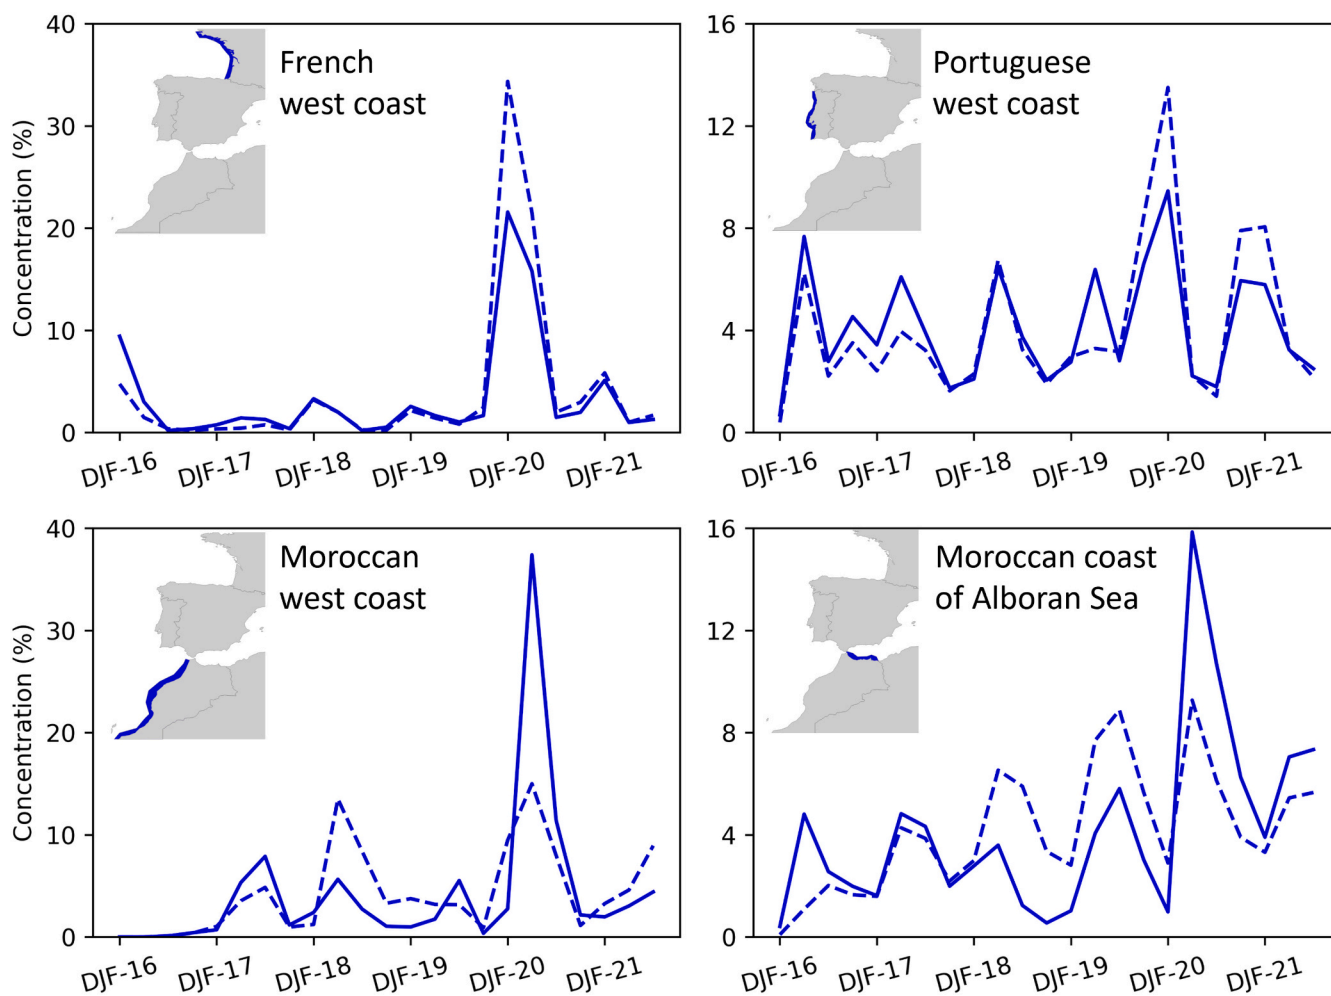 40
30
20
10
0
Concentration (%)
French
west coast
DJF-16
DJF-17
DJF-18
DJF-19
DJF-20
DJF-21
16
12
8
4
0
Portuguese
west coast
DJF-16
DJF-17
DJF-18
DJF-19
DJF-20
DJF-21
40
30
20
10
0
Concentration (%)
Moroccan
west coast
DJF-16
DJF-17
DJF-18
DJF-19
DJF-20
DJF-21
16
12
8
4
0
Moroccan coast
of Alboran Sea
DJF-16
DJF-17
DJF-18
DJF-19
DJF-20
DJF-21